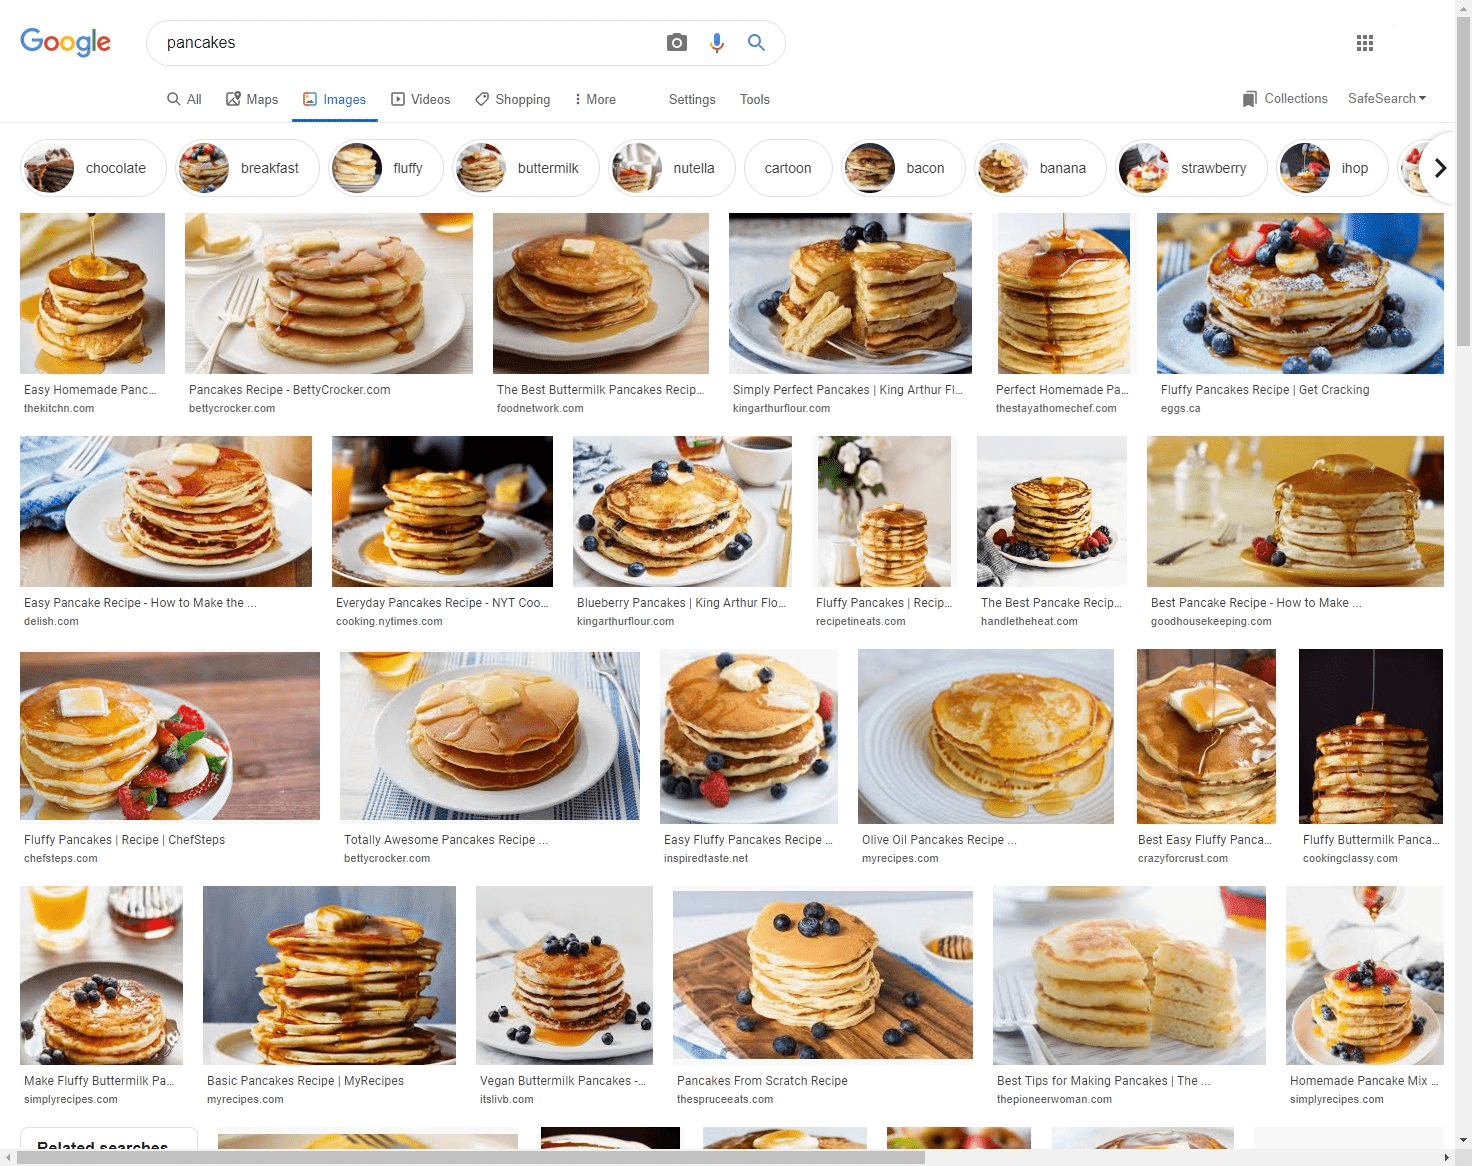 Google
pancakes
All Maps Images Videos Shopping More Settings Tools
Collections SafeSearch
chocolate breakfast fluffy buttermilk nutella cartoon bacon banana strawberry ihop
Easy Homemade Panc... Pancakes Recipe - BettyCrocker.com The Best Buttermilk Pancakes Recip... Simply Perfect Pancakes | King Arthur Fl... Perfect Homemade Pa... Fluffy Pancakes Recipe | Get Cracking
thekitchn.com bettycrocker.com foodnetwork.com kingarthurflour.com thestayathomechef.com eggs.ca
Easy Pancake Recipe - How to Make the ... Everyday Pancakes Recipe - NYT Coo... Blueberry Pancakes | King Arthur Flo... Fluffy Pancakes | Recip... The Best Pancake Recip... Best Pancake Recipe - How to Make ...
delish.com cooking.nytimes.com kingarthurflour.com recipetineats.com handletheheat.com goodhousekeeping.com
Fluffy Pancakes | Recipe | ChefSteps Totally Awesome Pancakes Recipe ... Easy Fluffy Pancakes Recipe ... Olive Oil Pancakes Recipe ... Best Easy Fluffy Panca... Fluffy Buttermilk Panca...
chefsteps.com bettycrocker.com inspiredtaste.net myrecipes.com crazyforcrust.com cookingclassy.com
Make Fluffy Buttermilk Pa... Basic Pancakes Recipe | MyRecipes Vegan Buttermilk Pancakes -... Pancakes From Scratch Recipe Best Tips for Making Pancakes | The ... Homemade Pancake Mix ...
simplyrecipes.com myrecipes.com itslivb.com thespruceeats.com thepioneerwoman.com simplyrecipes.com
Related searches